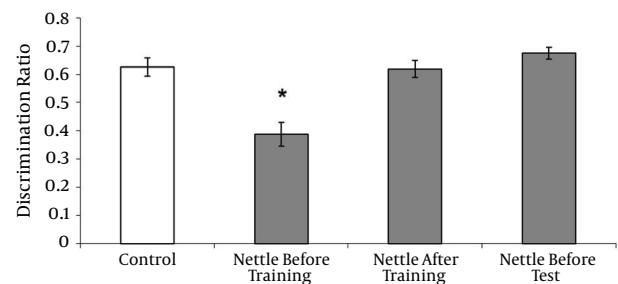 0.8
0.7
0.6
0.5
0.4
0.3
0.2
0.1
0
Discrimination Ratio
*
Control
Nettle Before
Training
Nettle After
Training
Nettle Before
Test